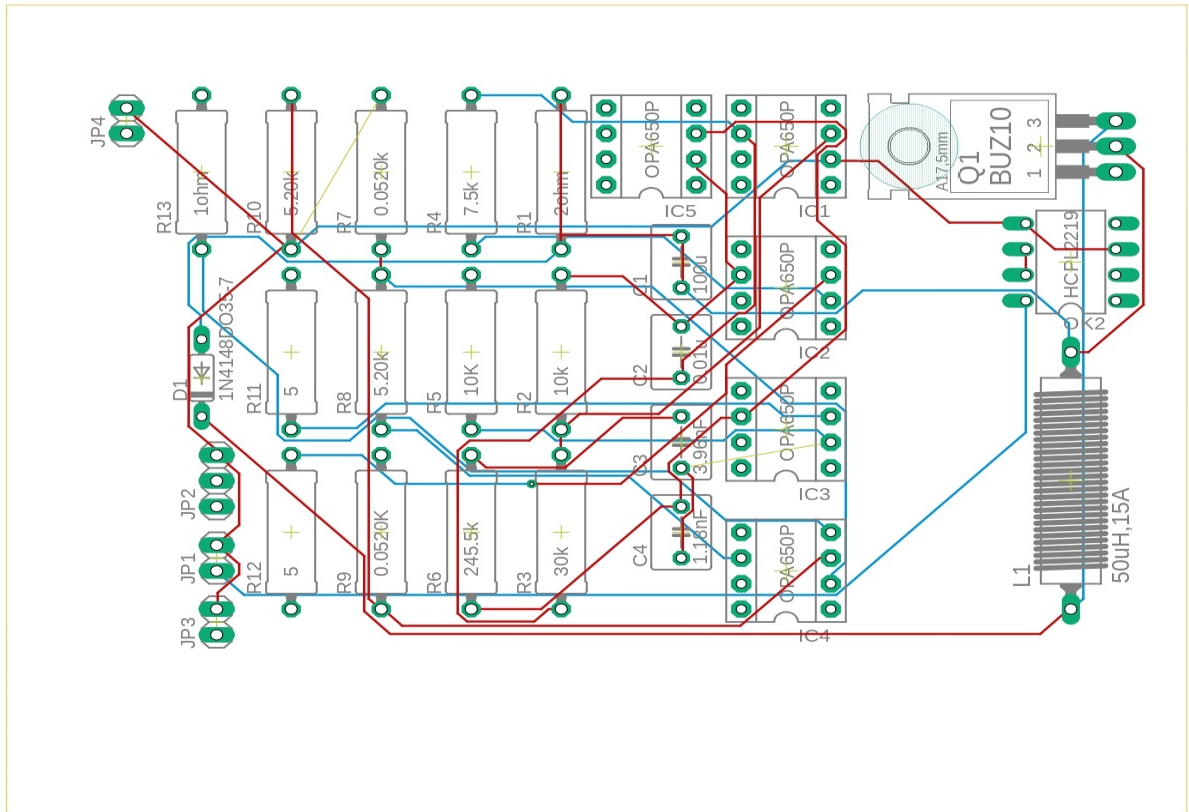 JP4
R13
1ohm
R10
5.20k
R7
0.0520k
R4
7.5k
R1
2ohm
OPA650P
IC5
OPA650P
IC1
A17,5mm
Q1
BUZ10
1 2 3
C1
100u
OPA650P
IC2
HCPL2219
OK2
D1
1N4148DO35-7
R11
5
R8
5.20k
R5
10K
R2
10k
C2
0.01u
OPA650P
IC3
C3
3.96nF
JP2
JP1
JP3
R12
5
R9
0.0520K
R6
245.5k
R3
30k
C4
OPA650P
IC4
L1
50uH,15A